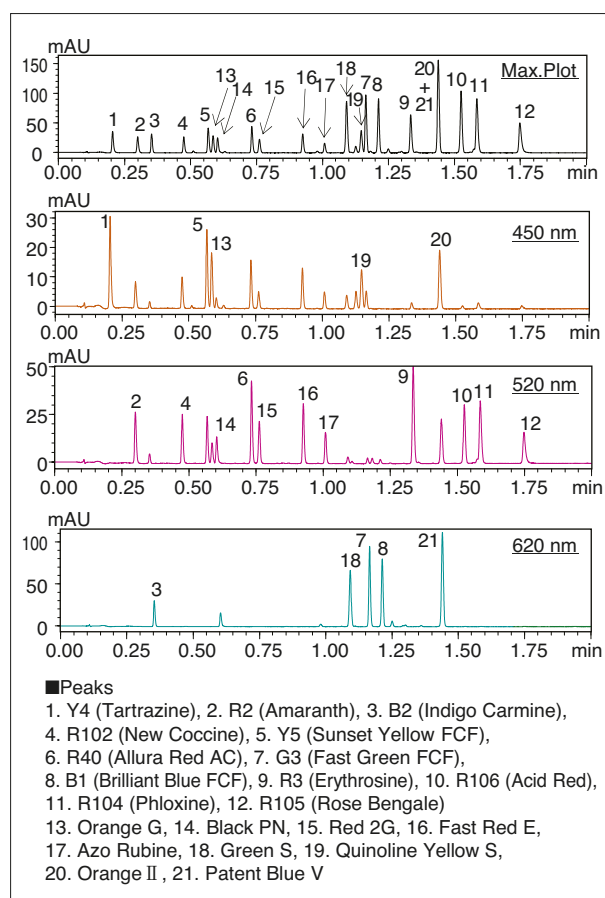 mAU
Max.Plot
150
100
50
0
1 2 3 4 5 13 14 6 15 16 17 18 19 7 8 9 20 + 21 10 11 12
0.00 0.25 0.50 0.75 1.00 1.25 1.50 1.75 min
mAU
450 nm
30
20
10
0
1 5 13 19 20
0.00 0.25 0.50 0.75 1.00 1.25 1.50 1.75 min
mAU
520 nm
50
25
0
2 4 14 6 15 16 17 9 10 11 12
0.00 0.25 0.50 0.75 1.00 1.25 1.50 1.75 min
mAU
620 nm
100
50
0
3 18 7 8 21
0.00 0.25 0.50 0.75 1.00 1.25 1.50 1.75 min
■Peaks
1. Y4 (Tartrazine), 2. R2 (Amaranth), 3. B2 (Indigo Carmine),
4. R102 (New Coccine), 5. Y5 (Sunset Yellow FCF),
6. R40 (Allura Red AC), 7. G3 (Fast Green FCF),
8. B1 (Brilliant Blue FCF), 9. R3 (Erythrosine), 10. R106 (Acid Red),
11. R104 (Phloxine), 12. R105 (Rose Bengale)
13. Orange G, 14. Black PN, 15. Red 2G, 16. Fast Red E,
17. Azo Rubine, 18. Green S, 19. Quinoline Yellow S,
20. Orange Ⅱ , 21. Patent Blue V